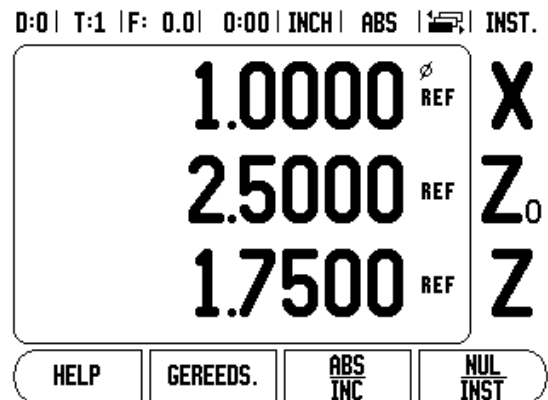 D:0 | T:1 | F: 0.0 | 0:00 | INCH | ABS | | INST.
1.0000 Ø REF X
2.5000 REF Z0
1.7500 REF Z
HELP GEREEDS. ABS INC NUL INST